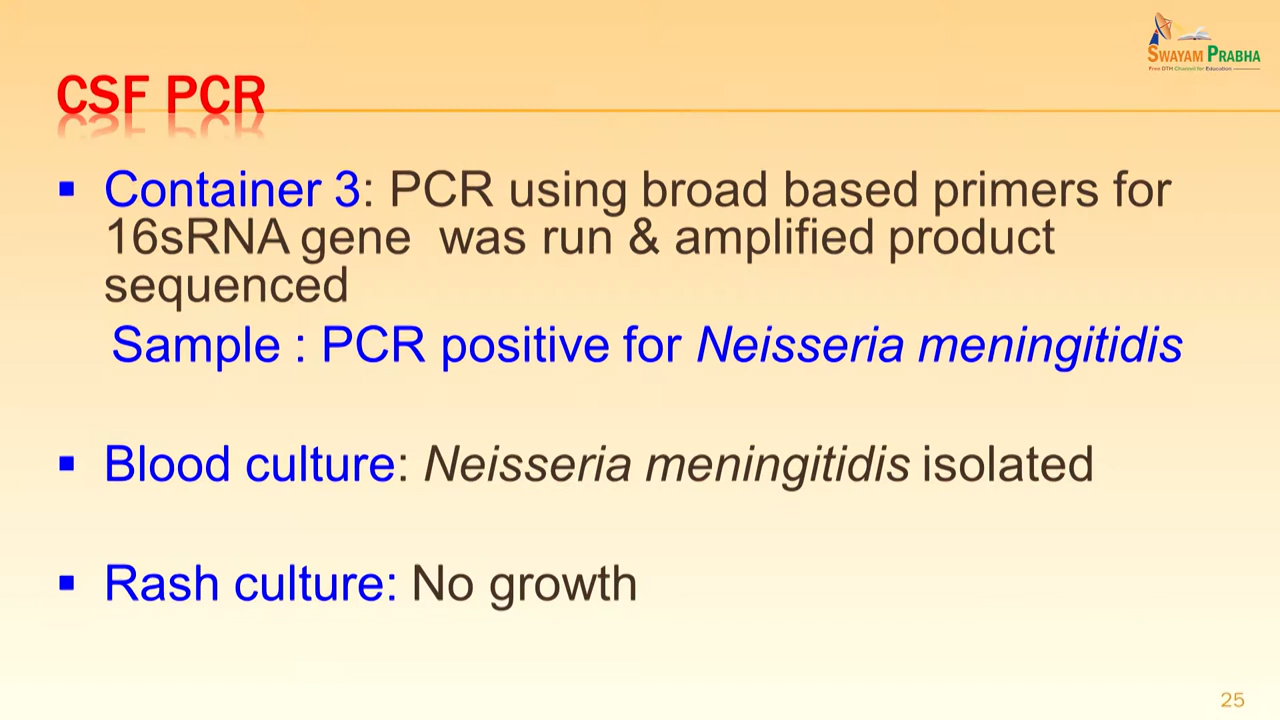 SWAYAM PRABHA
Free DTH Channel for Education
CSF PCR
▪ Container 3: PCR using broad based primers for
16sRNA gene was run & amplified product
sequenced
Sample : PCR positive for Neisseria meningitidis
▪ Blood culture: Neisseria meningitidis isolated
▪ Rash culture: No growth
25